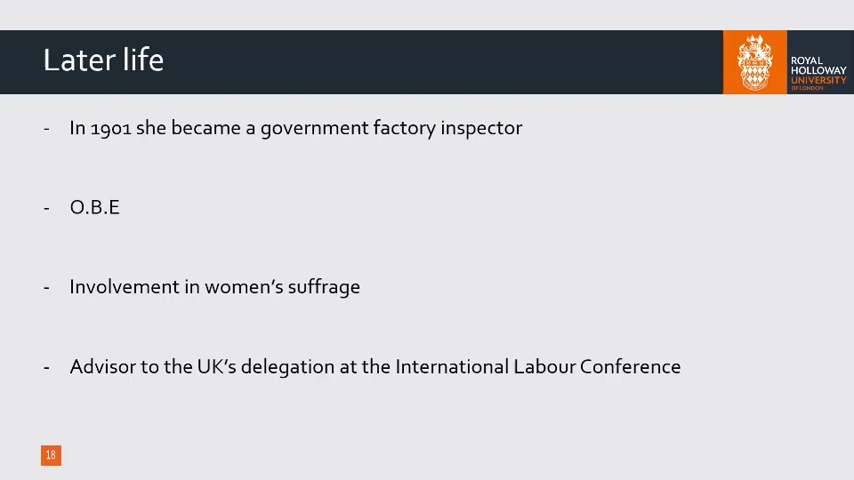 Later life
ROYAL
HOLLOWAY
UNIVERSITY
OF LONDON
- In 1901 she became a government factory inspector
- O.B.E
- Involvement in women's suffrage
- Advisor to the UK's delegation at the International Labour Conference
18